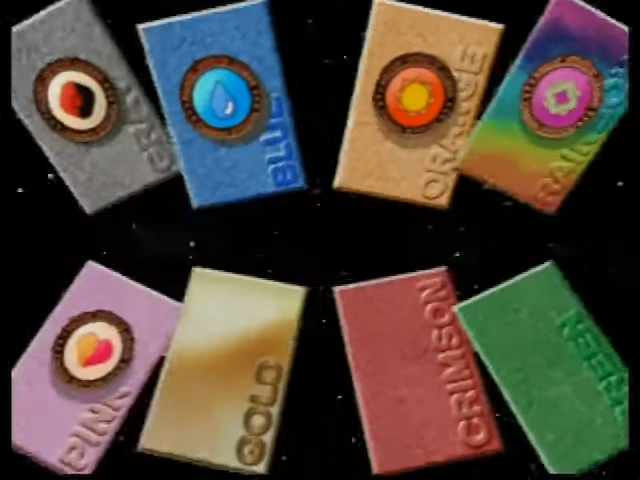 GRAY
BLUE
ORANGE
RAINBOW
PINK
GOLD
CRIMSON
GREEN